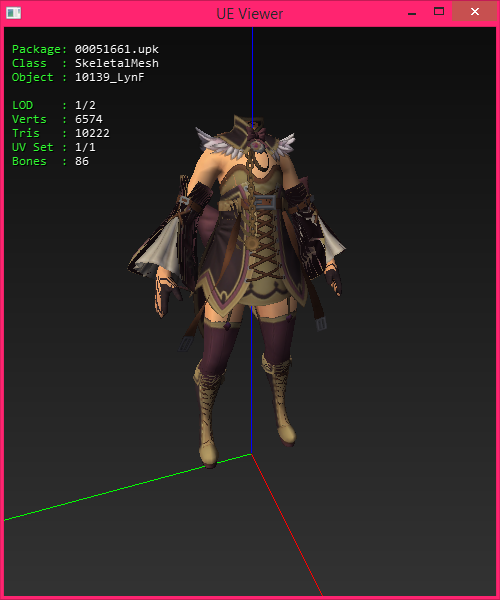 UE Viewer
Package: 00051661.upk
Class  : SkeletalMesh
Object : 10139_LynF
LOD    : 1/2
Verts  : 6574
Tris   : 10222
UV Set : 1/1
Bones  : 86